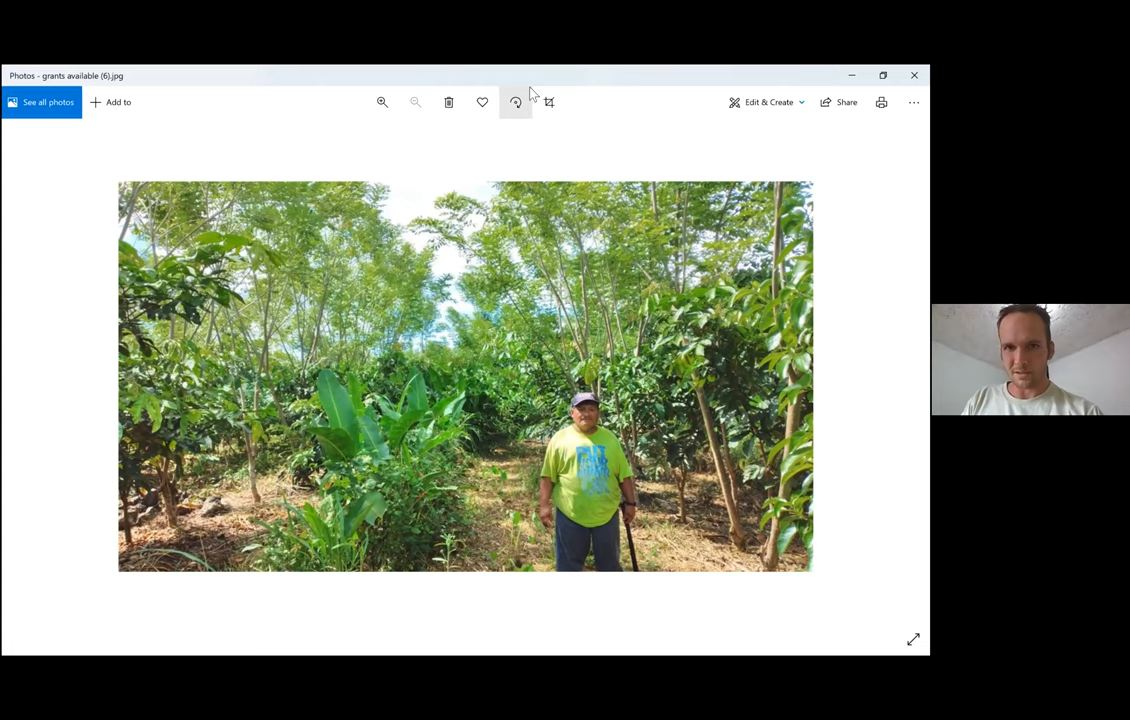 Photos - grants available (6).jpg
See all photos
Add to
Edit & Create
Share